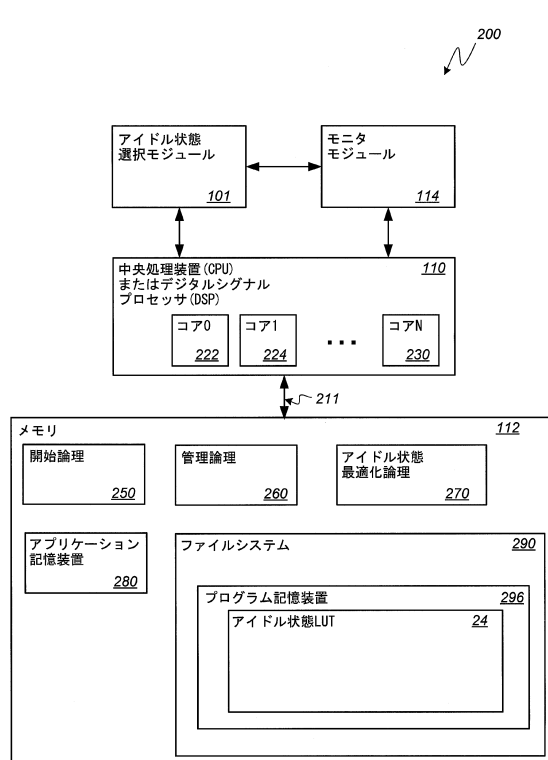 200
アイドル状態
選択モジュール
101
モニタ
モジュール
114
中央処理装置(CPU)
またはデジタルシグナル
プロセッサ(DSP)
110
コア0
222
コア1
224
...
コアN
230
211
メモリ
112
開始論理
250
管理論理
260
アイドル状態
最適化論理
270
アプリケーション
記憶装置
280
ファイルシステム
290
プログラム記憶装置
296
アイドル状態LUT
24